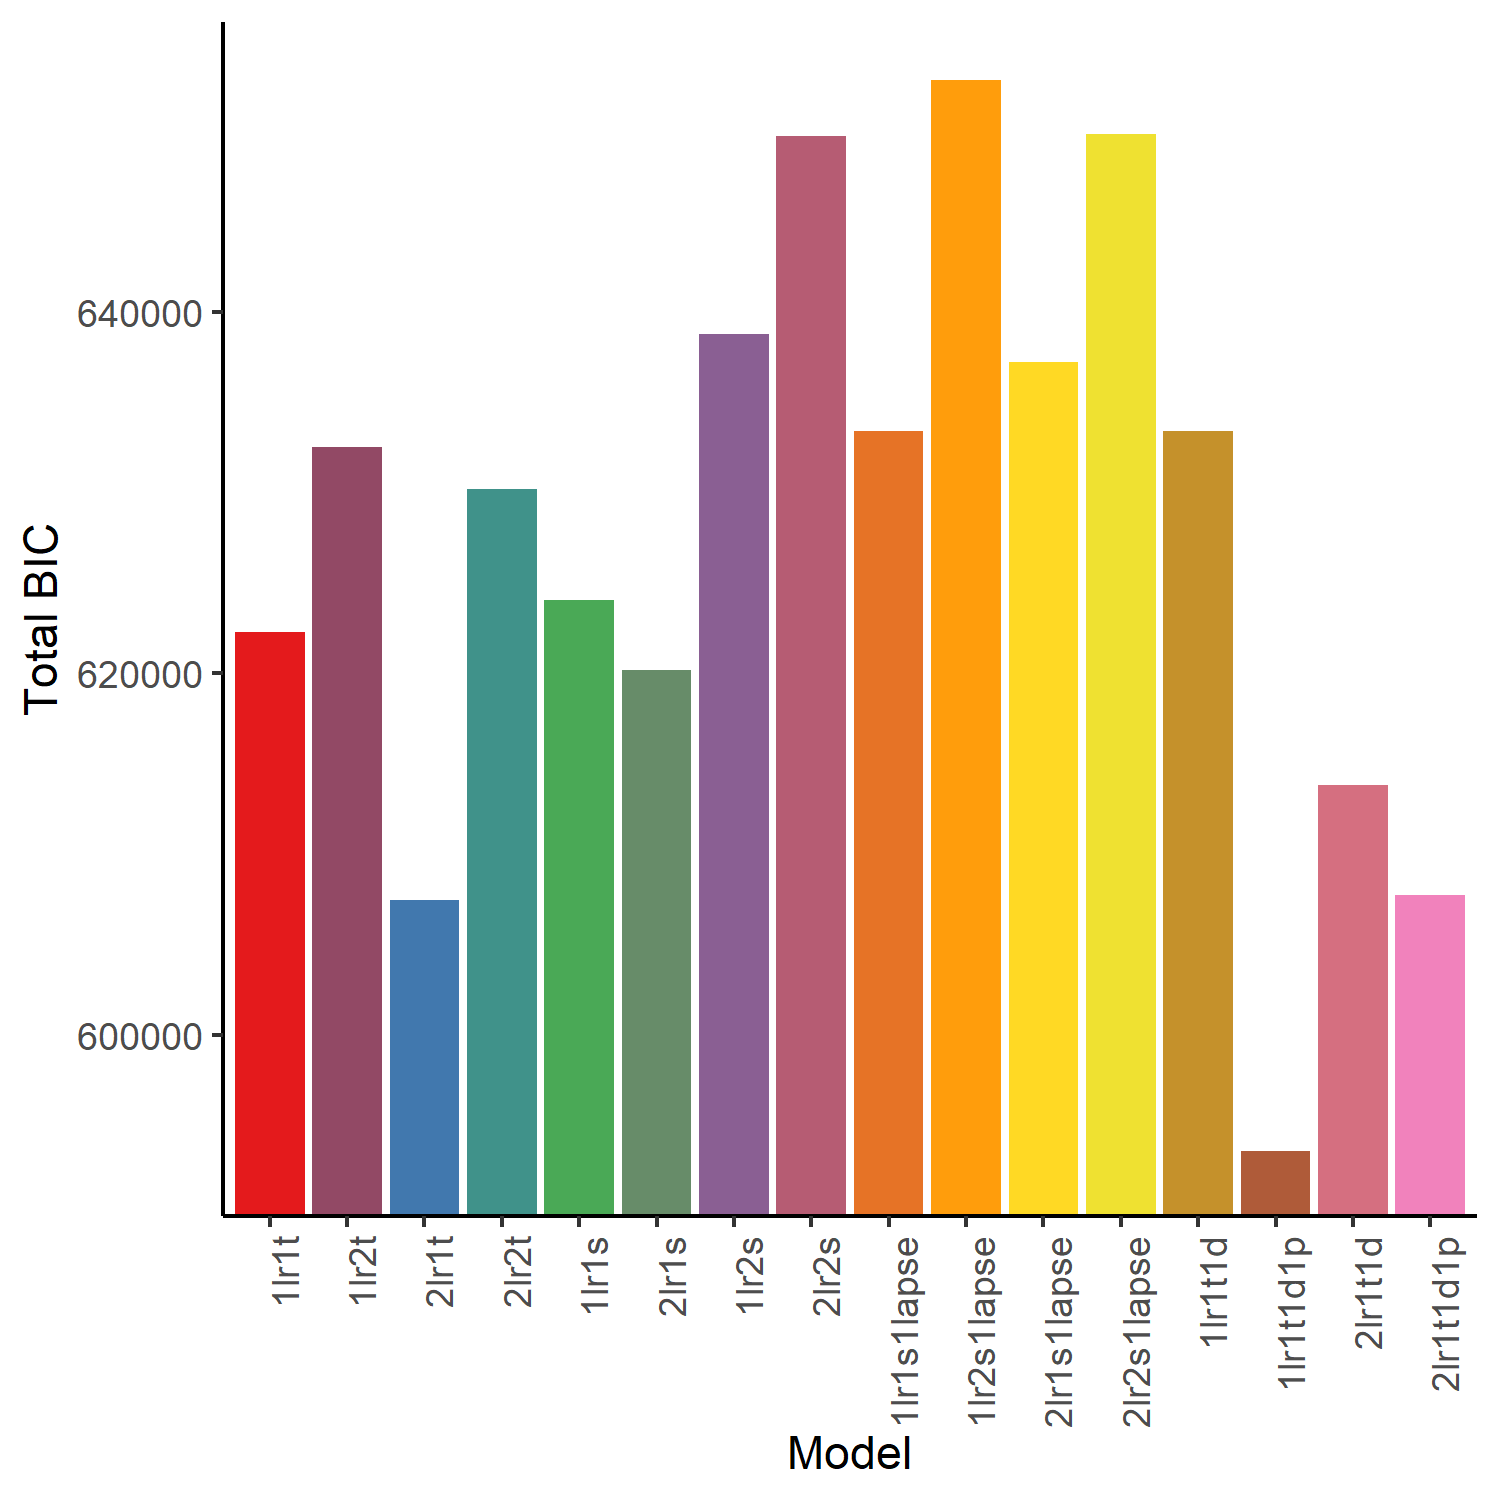 Total BIC
640000
620000
600000
1lr1t
1lr2t
2lr1t
2lr2t
1lr1s
2lr1s
1lr2s
2lr2s
1lr1s1lapse
1lr2s1lapse
2lr1s1lapse
2lr2s1lapse
1lr1t1d
1lr1t1d1p
2lr1t1d
2lr1t1d1p
Model